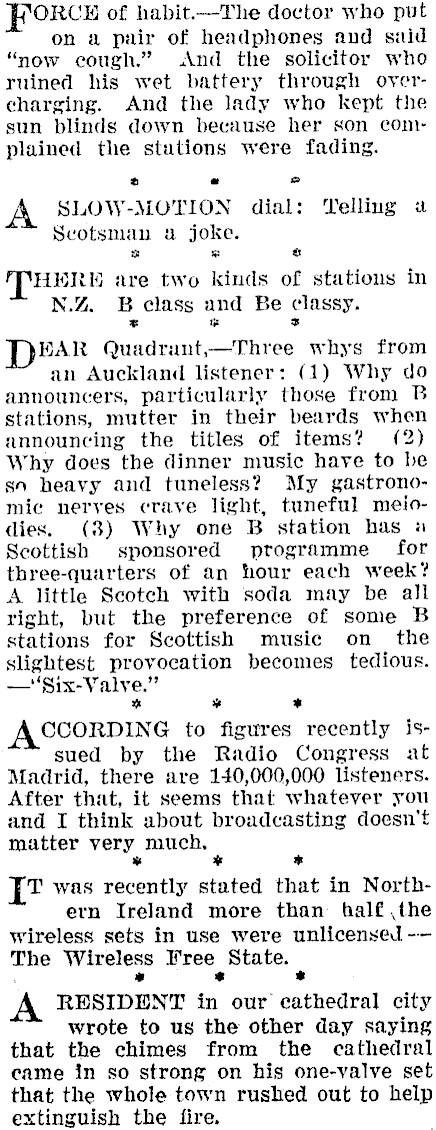 FORCE of habit.—The doctor who put
on a pair of headphones and said
"now cough." And the solicitor who
ruined his wet battery through over-
charging. And the lady who kept the
sun blinds down because her son com-
plained the stations were fading.
* * *
A SLOW-MOTION dial: Telling a
Scotsman a joke.
* * *
THERE are two kinds of stations in
N.Z. B class and Be classy.
* * *
DEAR Quadrant,—Three whys from
an Auckland listener: (1) Why do
announcers, particularly those from B
stations, mutter in their beards when
announcing the titles of items? (2)
Why does the dinner music have to be
so heavy and tuneless? My gastrono-
mic nerves crave light, tuneful melo-
dies. (3) Why one B station has a
Scottish sponsored programme for
three-quarters of an hour each week?
A little Scotch with soda may be all
right, but the preference of some B
stations for Scottish music on the
slightest provocation becomes tedious.
—"Six-Valve."
* * *
ACCORDING to figures recently is-
sued by the Radio Congress at
Madrid, there are 140,000,000 listeners.
After that, it seems that whatever you
and I think about broadcasting doesn't
matter very much.
* * *
IT was recently stated that in North-
ern Ireland more than half the
wireless sets in use were unlicensed—
The Wireless Free State.
* * *
A RESIDENT in our cathedral city
wrote to us the other day saying
that the chimes from the cathedral
came in so strong on his one-valve set
that the whole town rushed out to help
extinguish the fire.